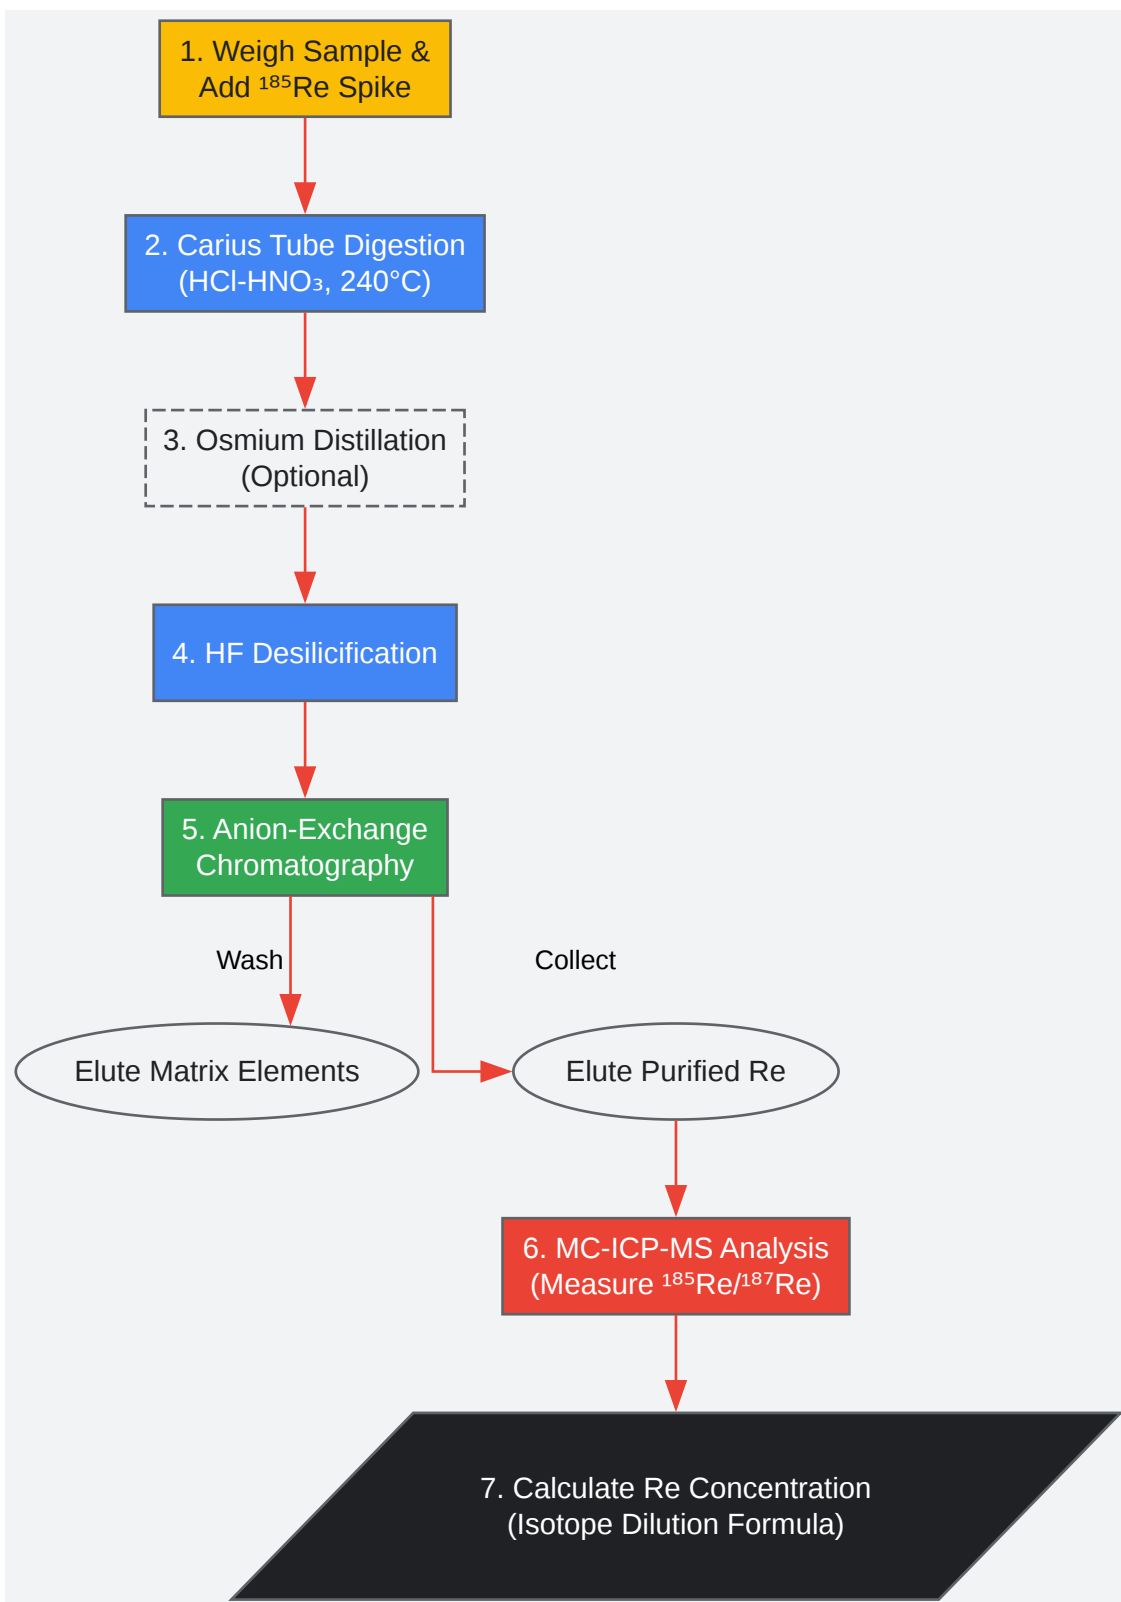 1. Weigh Sample &
Add ¹⁸⁵Re Spike
2. Carius Tube Digestion
(HCl-HNO₃, 240°C)
3. Osmium Distillation
(Optional)
4. HF Desilicification
5. Anion-Exchange
Chromatography
Wash
Collect
Elute Matrix Elements
Elute Purified Re
6. MC-ICP-MS Analysis
(Measure ¹⁸⁵Re/¹⁸⁷Re)
7. Calculate Re Concentration
(Isotope Dilution Formula)